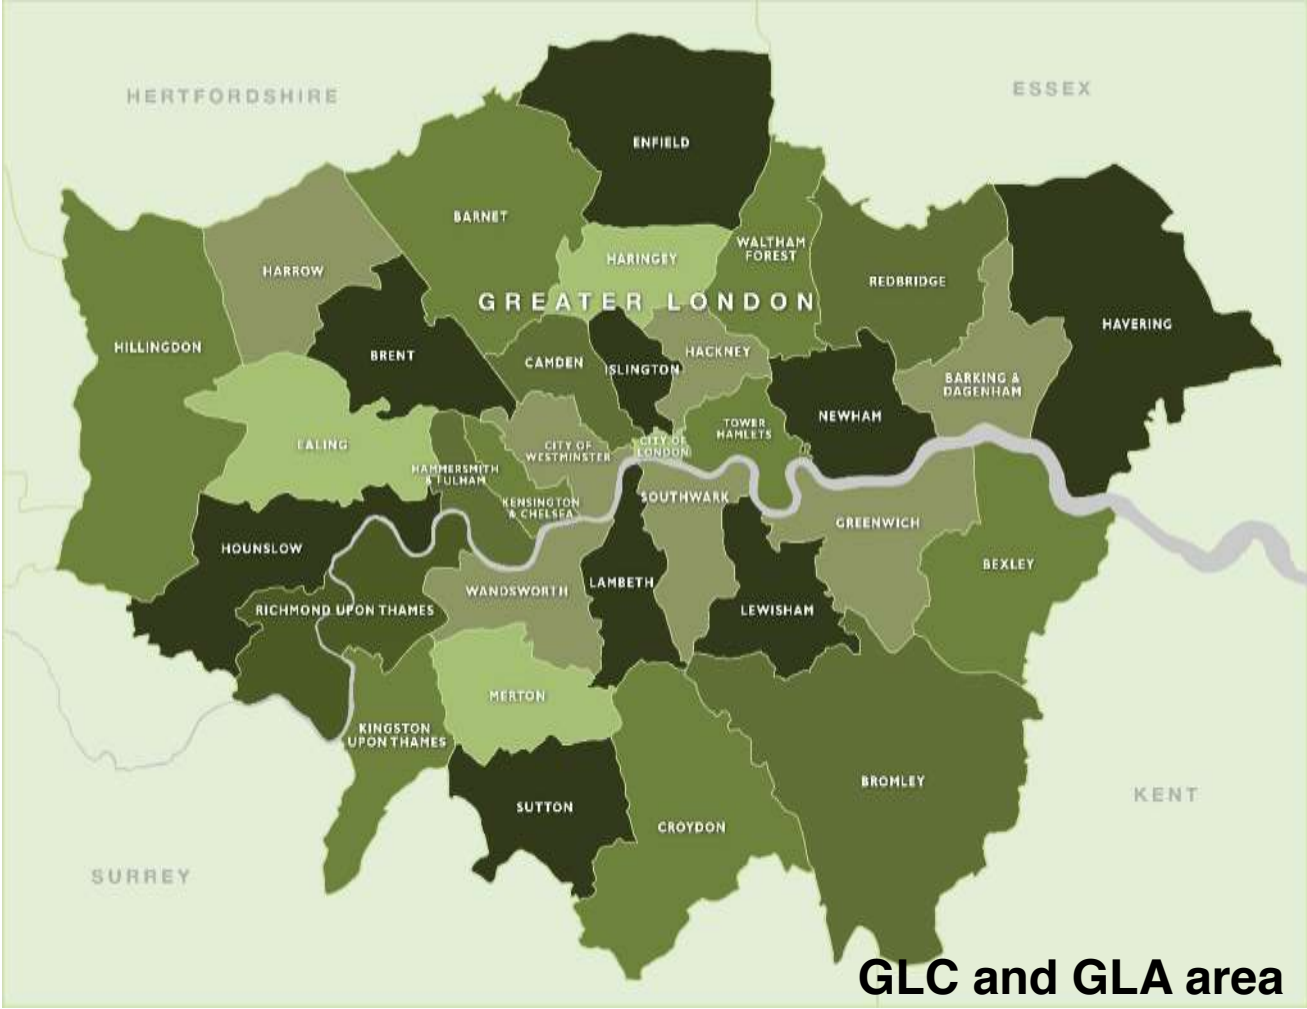 HERTFORDSHIRE
ESSEX
ENFIELD
BARNET
HARINGEY
WALTHAM
FOREST
HARROW
REDBRIDGE
GREATER LONDON
HAVERING
HILLINGDON
BRENT
CAMDEN
ISLINGTON
HACKNEY
BARKING &
DAGENHAM
NEWHAM
TOWER
HAMLETS
EALING
CITY OF
WESTMINSTER
CITY OF
LONDON
HAMMERSMITH
& FULHAM
KENSINGTON
& CHELSEA
SOUTHWARK
GREENWICH
HOUNSLOW
BEXLEY
WANDSWORTH
LAMBETH
RICHMOND UPON THAMES
LEWISHAM
MERTON
KINGSTON
UPON THAMES
BROMLEY
KENT
SUTTON
CROYDON
SURREY
GLC and GLA area